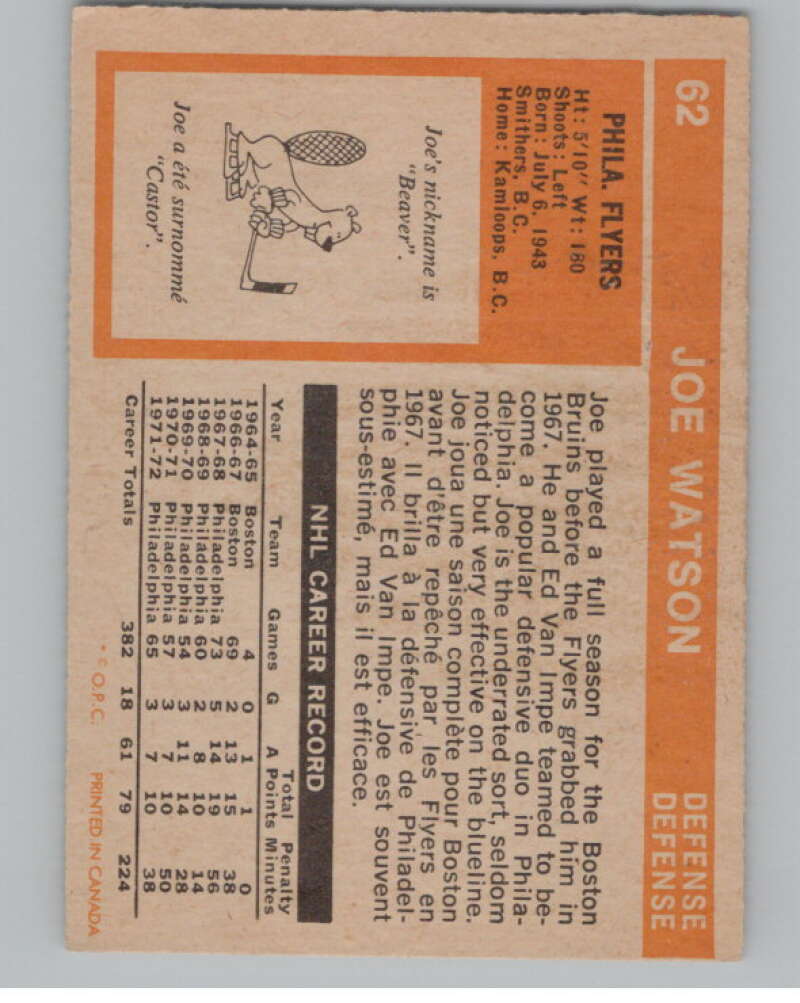 62 JOE WATSON DEFENSE
DEFENSE
PHILA. FLYERS
Ht: 5'10" Wt: 180
Shoots: Left
Born: July 6, 1943
Smithers, B.C.
Home: Kamloops, B.C.
Joe's nickname is
"Beaver".
Joe a été surnommé
"Castor".
Joe played a full season for the Boston
Bruins before the Flyers grabbed him in
1967. He and Ed Van Impe teamed to be-
come a popular defensive duo in Phila-
delphia. Joe is the underrated sort, seldom
noticed but very effective on the blueline.
Joe joua une saison complète pour Boston
avant d'être repêché par les Flyers en
1967. Il brilla à la défensive de Philadel-
phie avec Ed Van Impe. Joe est souvent
sous-estimé, mais il est efficace.
NHL CAREER RECORD
Total Penalty
Year Team Games G A Points Minutes
1964-65 Boston 4 0 1 1 0
1966-67 Boston 69 2 13 15 38
1967-68 Philadelphia 73 5 14 19 56
1968-69 Philadelphia 60 2 8 10 14
1969-70 Philadelphia 54 3 11 14 28
1970-71 Philadelphia 57 3 7 10 50
1971-72 Philadelphia 65 3 7 10 38
Career Totals 382 18 61 79 224
* © O.P.C. PRINTED IN CANADA